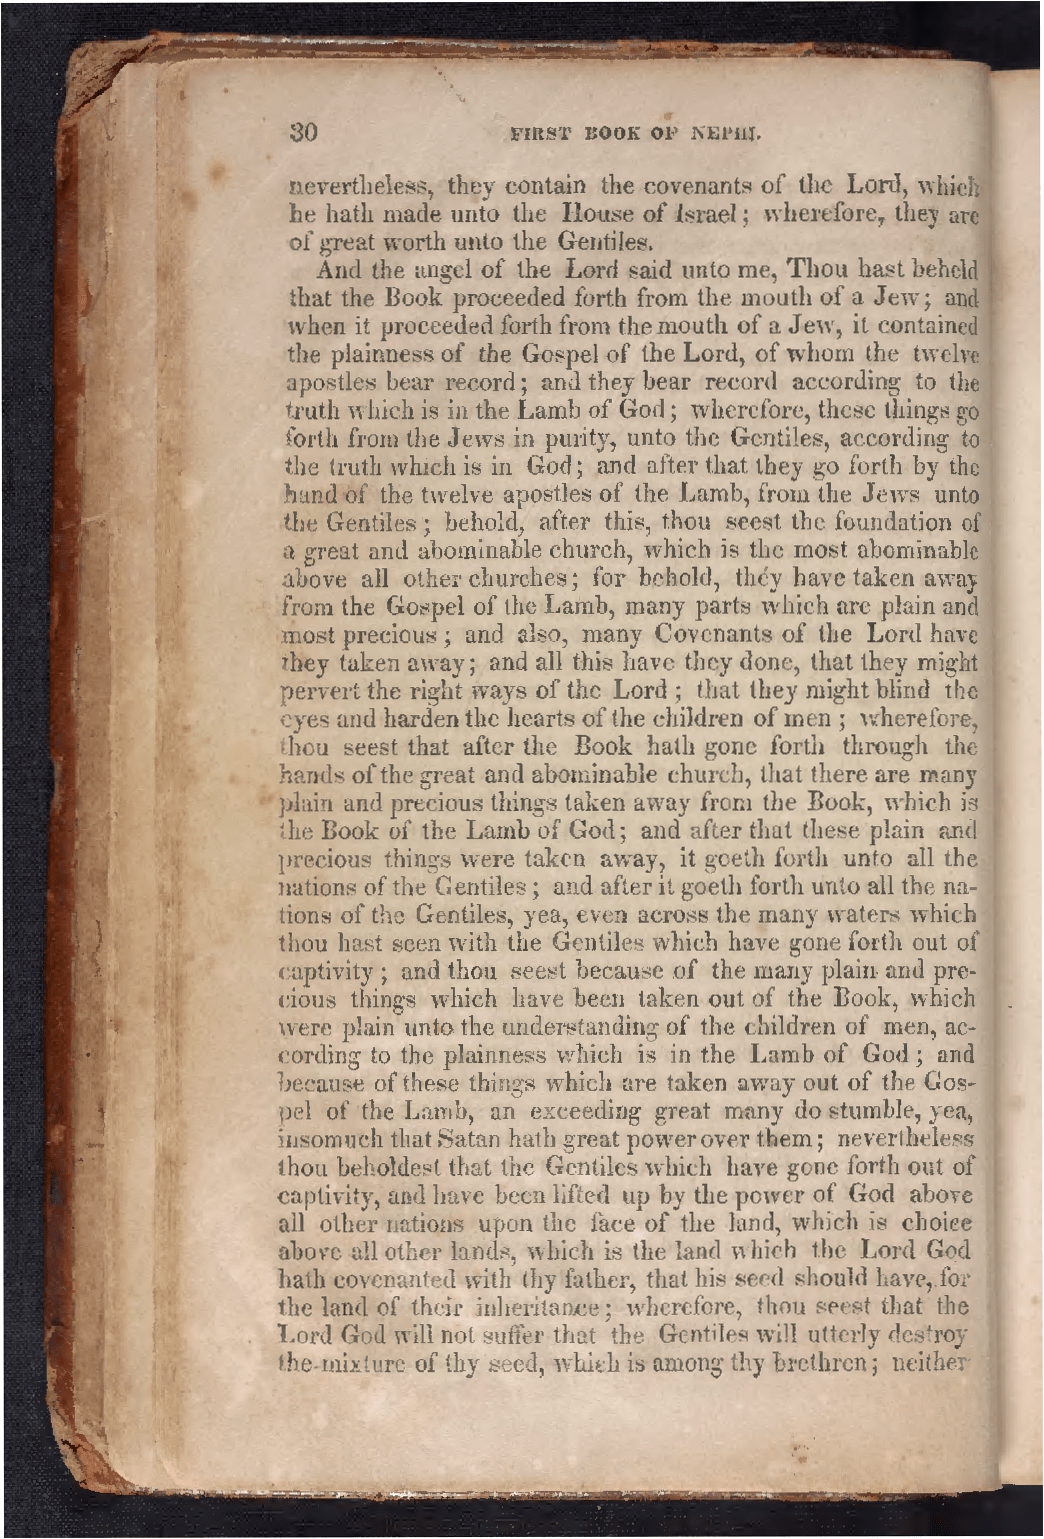 30 FIRST BOOK OF NEPHI.
nevertheless, they contain the covenants of the Lord, which
he hath made unto the House of Israel; wherefore, they are
of great worth unto the Gentiles.
And the angel of the Lord said unto me, Thou hast beheld
that the Book proceeded forth from the mouth of a Jew; and
when it proceeded forth from the mouth of a Jew, it contained
the plainness of the Gospel of the Lord, of whom the twelve
apostles bear record; and they bear record according to the
truth which is in the Lamb of God; wherefore, these things go
forth from the Jews in purity, unto the Gentiles, according to
the truth which is in God; and after that they go forth by the
hand of the twelve apostles of the Lamb, from the Jews unto
the Gentiles; behold, after this, thou seest the foundation of
a great and abominable church, which is the most abominable
above all other churches; for behold, they have taken away
from the Gospel of the Lamb, many parts which are plain and
most precious; and also, many Covenants of the Lord have
they taken away; and all this have they done, that they might
pervert the right ways of the Lord; that they might blind the
eyes and harden the hearts of the children of men; wherefore,
thou seest that after the Book hath gone forth through the
hands of the great and abominable church, that there are many
plain and precious things taken away from the Book, which is
the Book of the Lamb of God; and after that these plain and
precious things were taken away, it goeth forth unto all the
nations of the Gentiles; and after it goeth forth unto all the na-
tions of the Gentiles, yea, even across the many waters which
thou hast seen with the Gentiles which have gone forth out of
captivity; and thou seest because of the many plain and pre-
cious things which have been taken out of the Book, which
were plain unto the understanding of the children of men, ac-
cording to the plainness which is in the Lamb of God; and
because of these things which are taken away out of the Gos-
pel of the Lamb, an exceeding great many do stumble, yea,
insomuch that Satan hath great power over them; nevertheless
thou beholdest that the Gentiles which have gone forth out of
captivity, and have been lifted up by the power of God above
all other nations upon the face of the land, which is choice
above all other lands, which is the land which the Lord God
hath covenanted with thy father, that his seed should have, for
the land of their inheritance; wherefore, thou seest that the
Lord God will not suffer that the Gentiles will utterly destroy
the mixture of thy seed, which is among thy brethren; neither